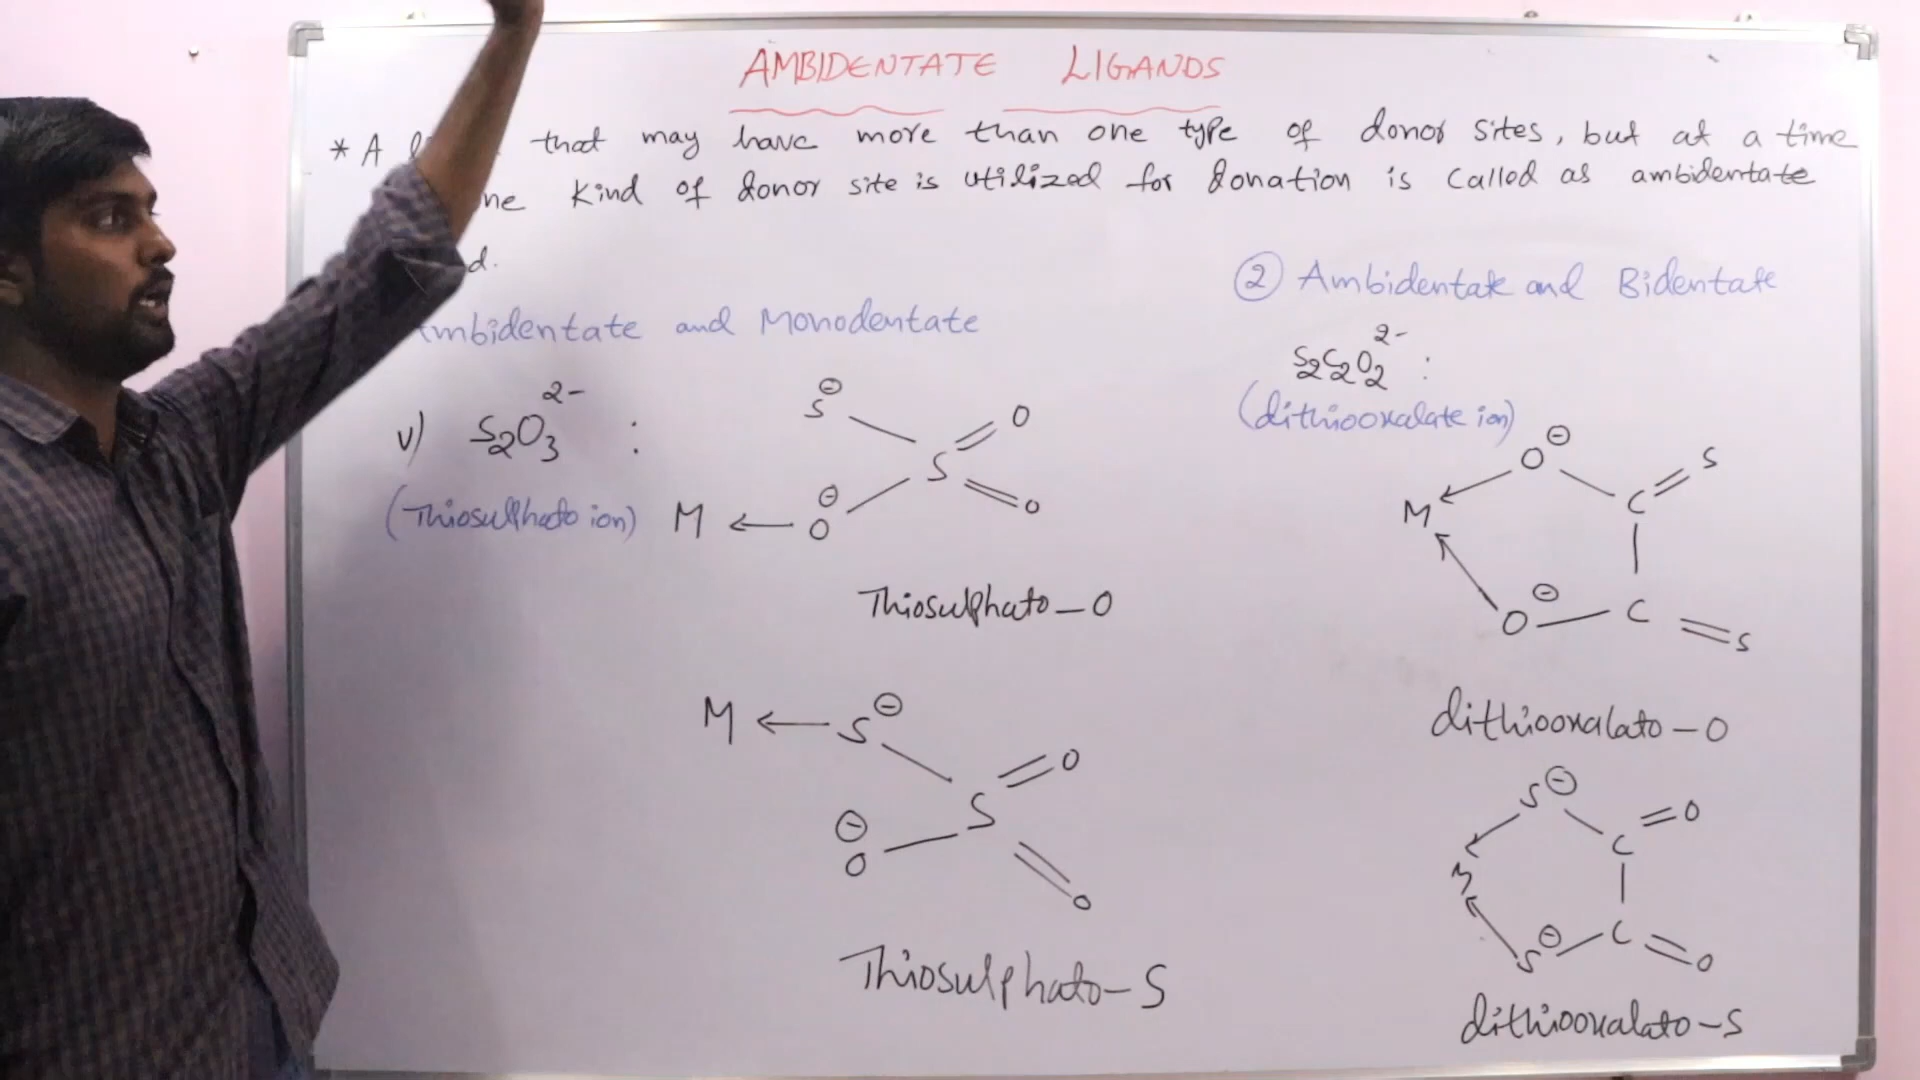 AMBIDENTATE LIGANDS
* A that may have more than one type of donor sites, but at a time
kind of donor site is utilized for donation is called as ambidentate
Ambidentate and Monodentate
v) S2O3 2- :
(Thiosulphato ion)
S ⊖
S
O
O
M ← O ⊖
Thiosulphato-O
M ← S ⊖
S
O
⊖
O
O
Thiosulphato-S
② Ambidentate and Bidentate
S2C2O2 2- :
(dithiooxalate ion)
O ⊖
S
C
M
O ⊖
C
S
dithiooxalato-O
S ⊖
O
C
M
S ⊖
C
O
dithiooxalato-S